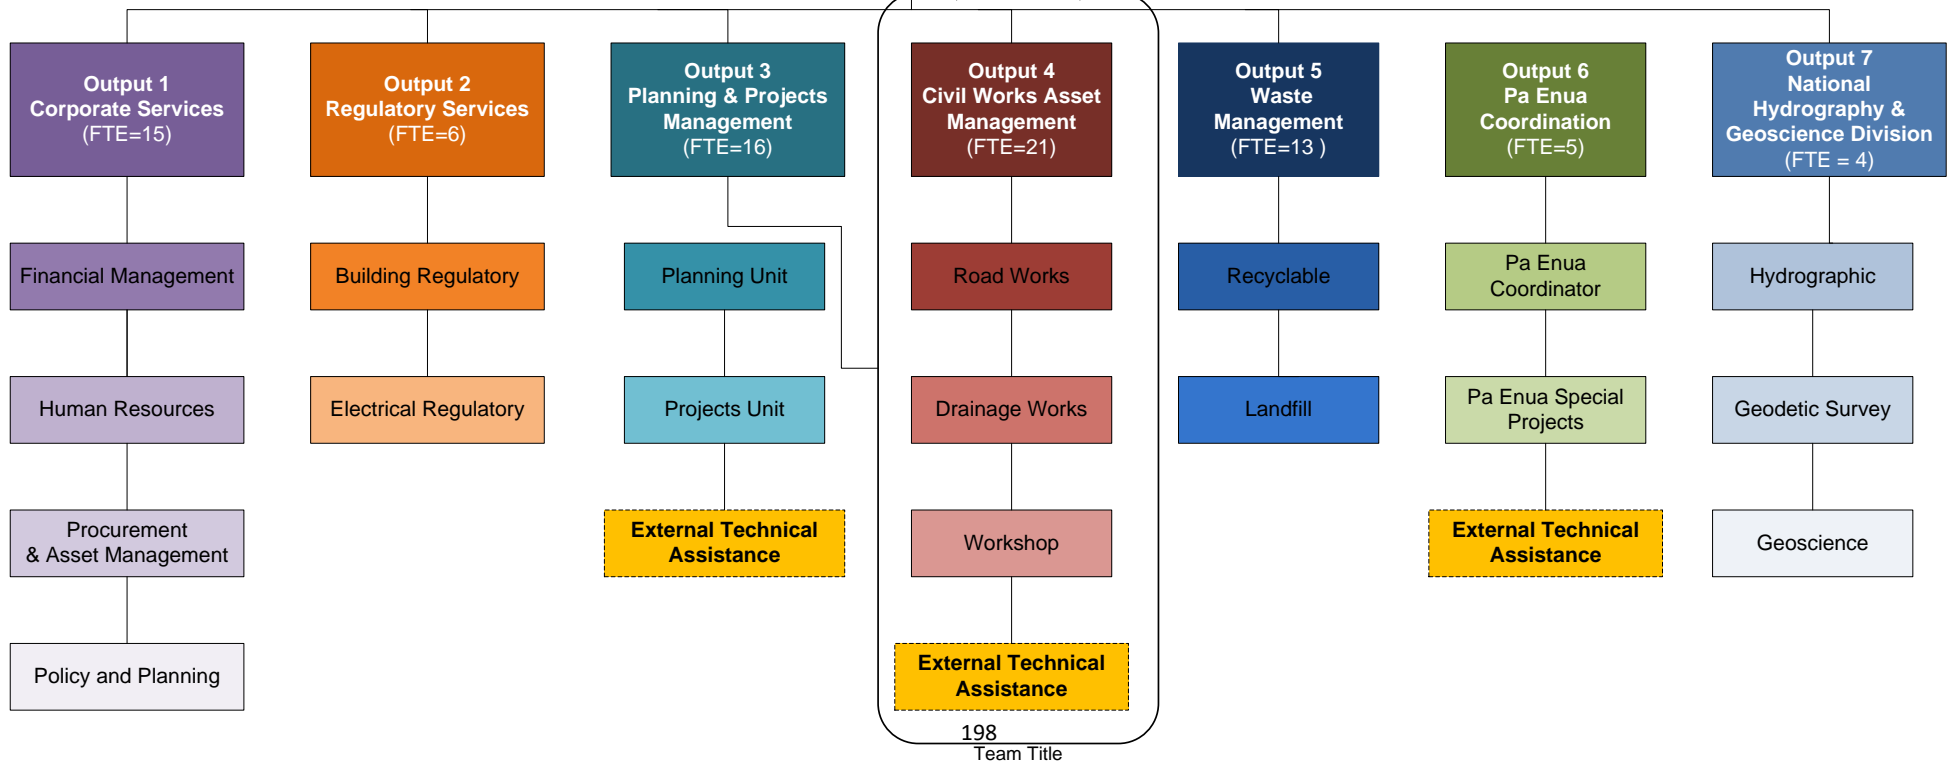 Output 1
Corporate Services
(FTE=15)
Output 2
Regulatory Services
(FTE=6)
Output 3
Planning & Projects
Management
(FTE=16)
Output 4
Civil Works Asset
Management
(FTE=21)
Output 5
Waste
Management
(FTE=13 )
Output 6
Pa Enua
Coordination
(FTE=5)
Output 7
National
Hydrography &
Geoscience Division
(FTE = 4)
Financial Management
Building Regulatory
Planning Unit
Road Works
Recyclable
Pa Enua
Coordinator
Hydrographic
Human Resources
Electrical Regulatory
Projects Unit
Drainage Works
Landfill
Pa Enua Special
Projects
Geodetic Survey
Procurement
& Asset Management
External Technical
Assistance
Workshop
External Technical
Assistance
Geoscience
Policy and Planning
External Technical
Assistance
198
Team Title